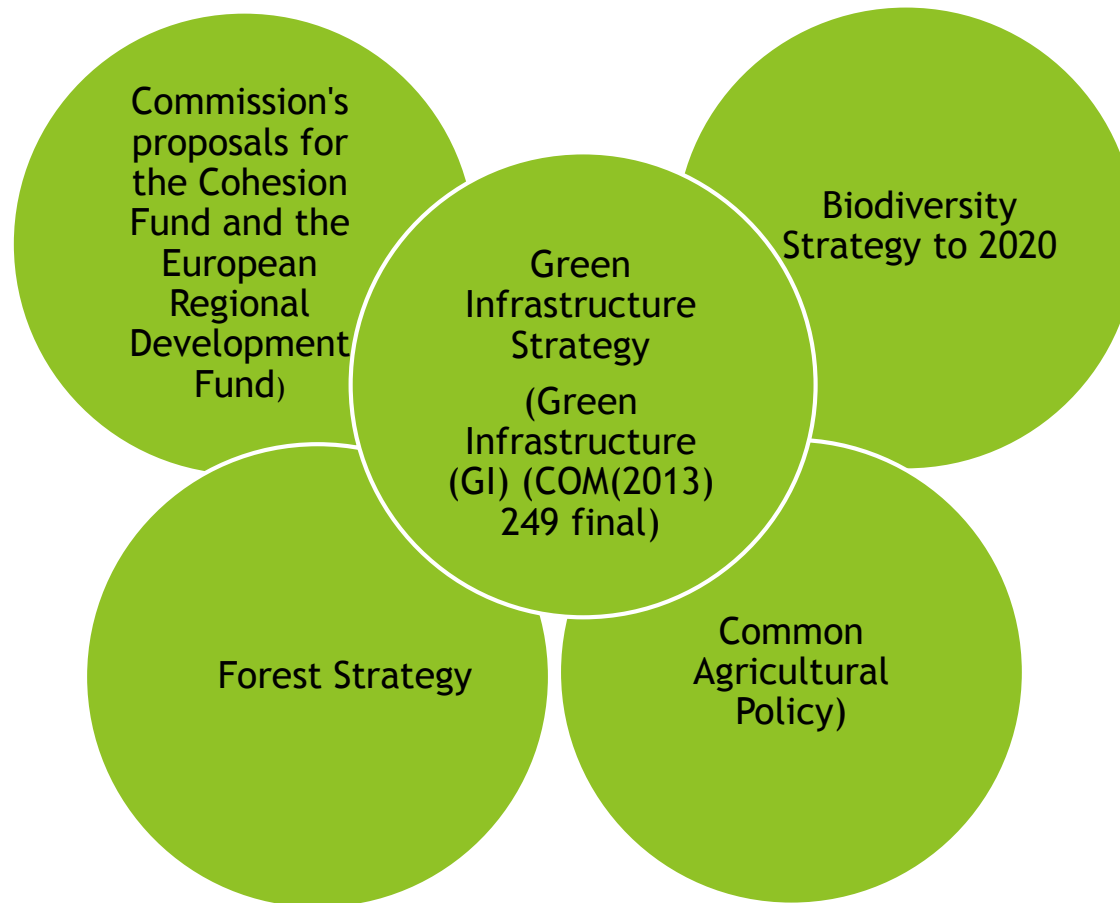 Commission's
proposals for
the Cohesion
Fund and the
European
Regional
Development
Fund)
Biodiversity
Strategy to 2020
Green
Infrastructure
Strategy
(Green
Infrastructure
(GI) (COM(2013)
249 final)
Forest Strategy
Common
Agricultural
Policy)